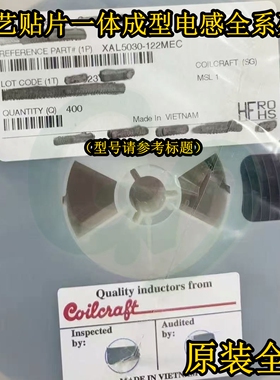 艺贴片一体成型电感全系
REFERENCE PART# (1P) XAL5030-122MEC
LOT CODE (1T)
COILCRAFT (SG)
MSL 1
QUANTITY (Q) 400
Made In VIETNAM
HF RoHS
(型号请参考标题)
Quality inductors from
Coilcraft
Inspected by:
Audited by:
MADE IN VIETN
原装全